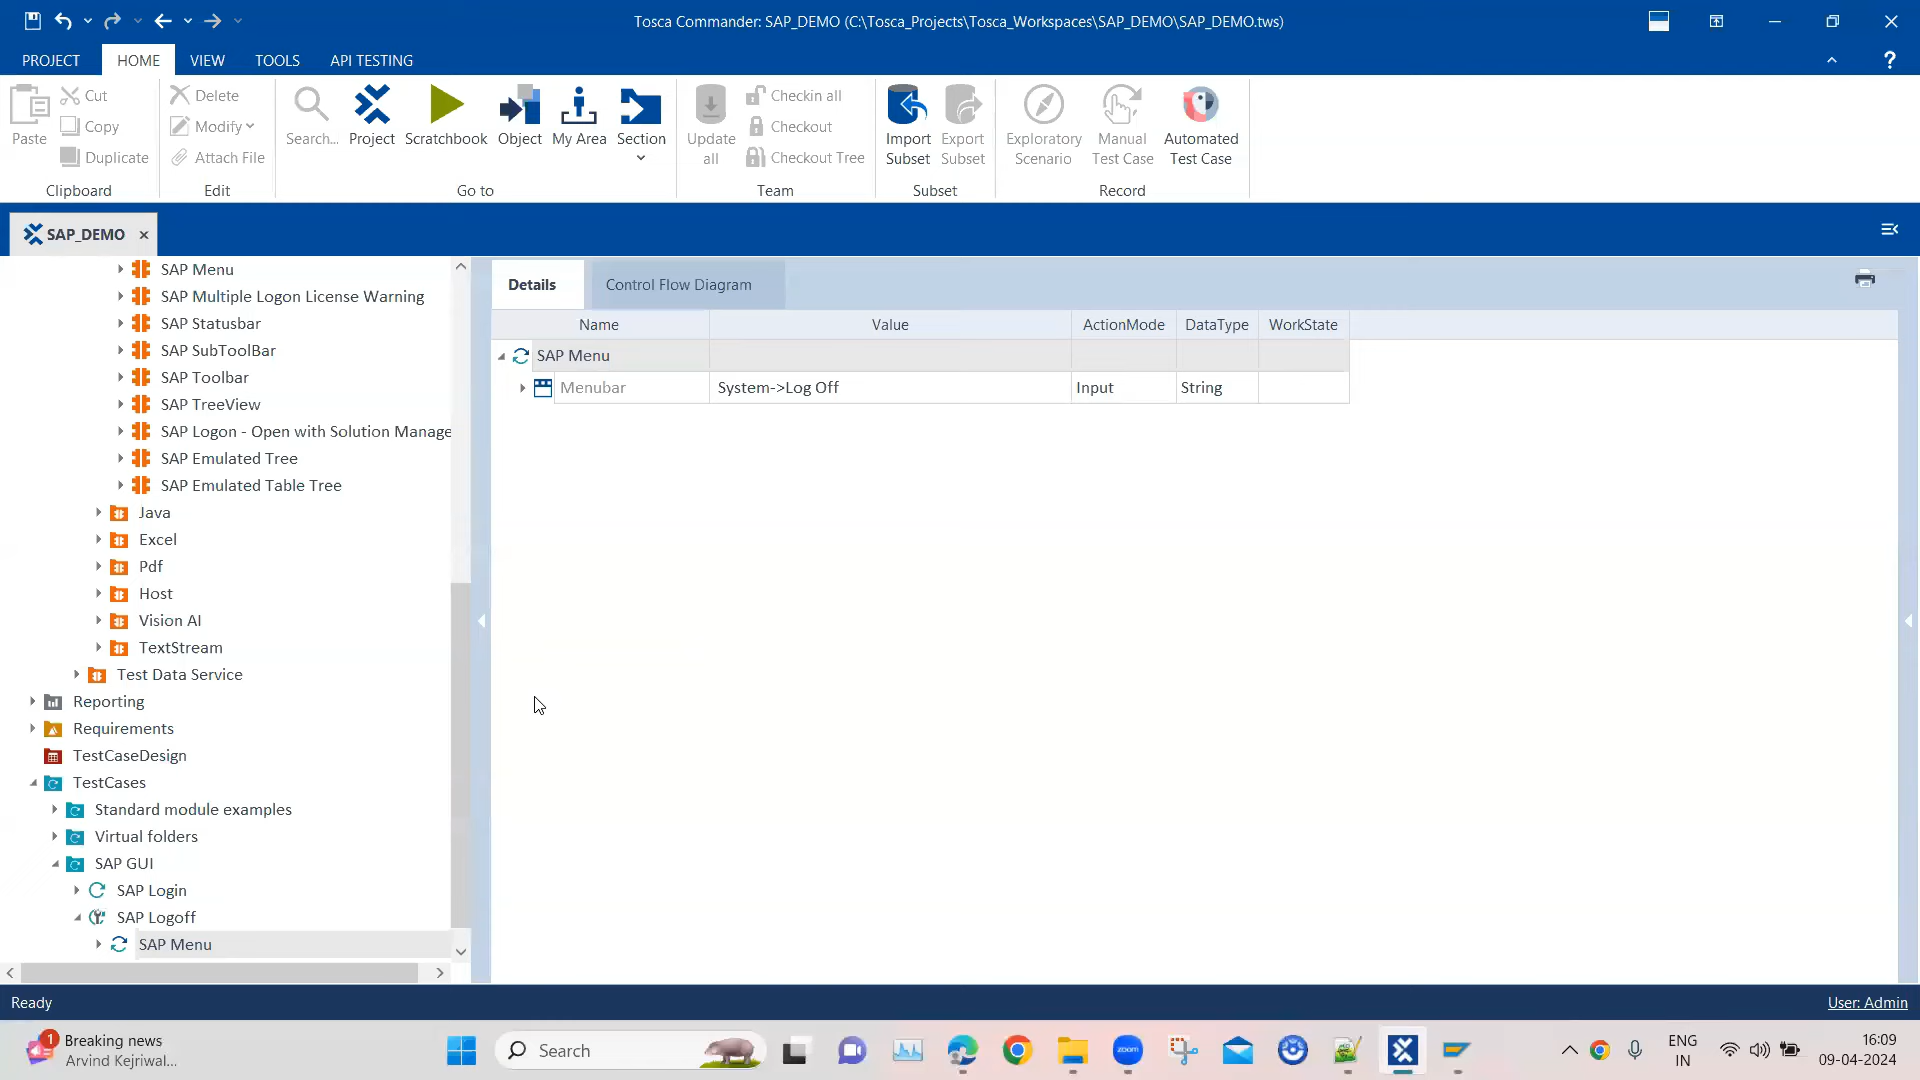 Tosca Commander: SAP_DEMO (C:\Tosca_Projects\Tosca_Workspaces\SAP_DEMO\SAP_DEMO.tws)
PROJECT HOME VIEW TOOLS API TESTING ?
Paste Cut Copy Duplicate
Clipboard
Delete Modify Attach File
Edit
Search... Project Scratchbook Object My Area Section
Go to
Update all Checkin all Checkout Checkout Tree
Team
Import Subset Export Subset
Subset
Exploratory Scenario Manual Test Case Automated Test Case
Record
SAP_DEMO
SAP Menu
SAP Multiple Logon License Warning
SAP Statusbar
SAP SubToolBar
SAP Toolbar
SAP TreeView
SAP Logon - Open with Solution Manage
SAP Emulated Tree
SAP Emulated Table Tree
Java
Excel
Pdf
Host
Vision AI
TextStream
Test Data Service
Reporting
Requirements
TestCaseDesign
TestCases
Standard module examples
Virtual folders
SAP GUI
SAP Login
SAP Logoff
SAP Menu
Details Control Flow Diagram
Name Value ActionMode DataType WorkState
SAP Menu
Menubar System->Log Off Input String
Ready User: Admin
1 Breaking news
Arvind Kejriwal...
Search
zoom
ENG
IN
16:09
09-04-2024